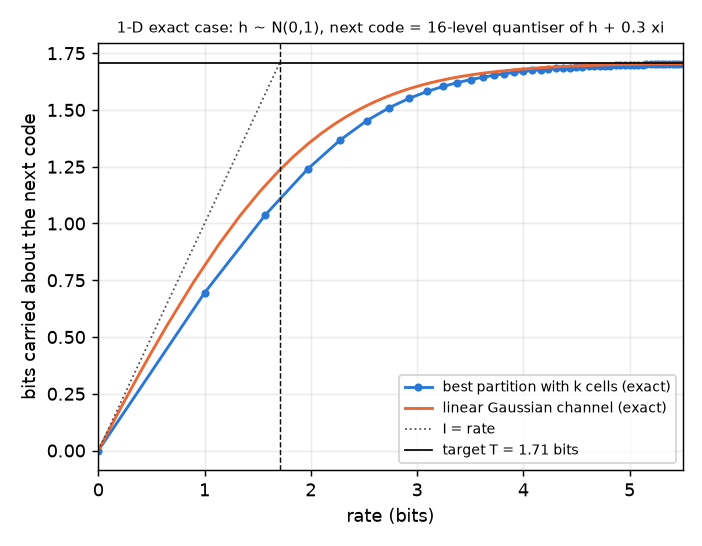 1-D exact case: h ~ N(0,1), next code = 16-level quantiser of h + 0.3 xi
bits carried about the next code
1.75
1.50
1.25
1.00
0.75
0.50
0.25
0.00
best partition with k cells (exact)
linear Gaussian channel (exact)
I = rate
target T = 1.71 bits
0 1 2 3 4 5
rate (bits)